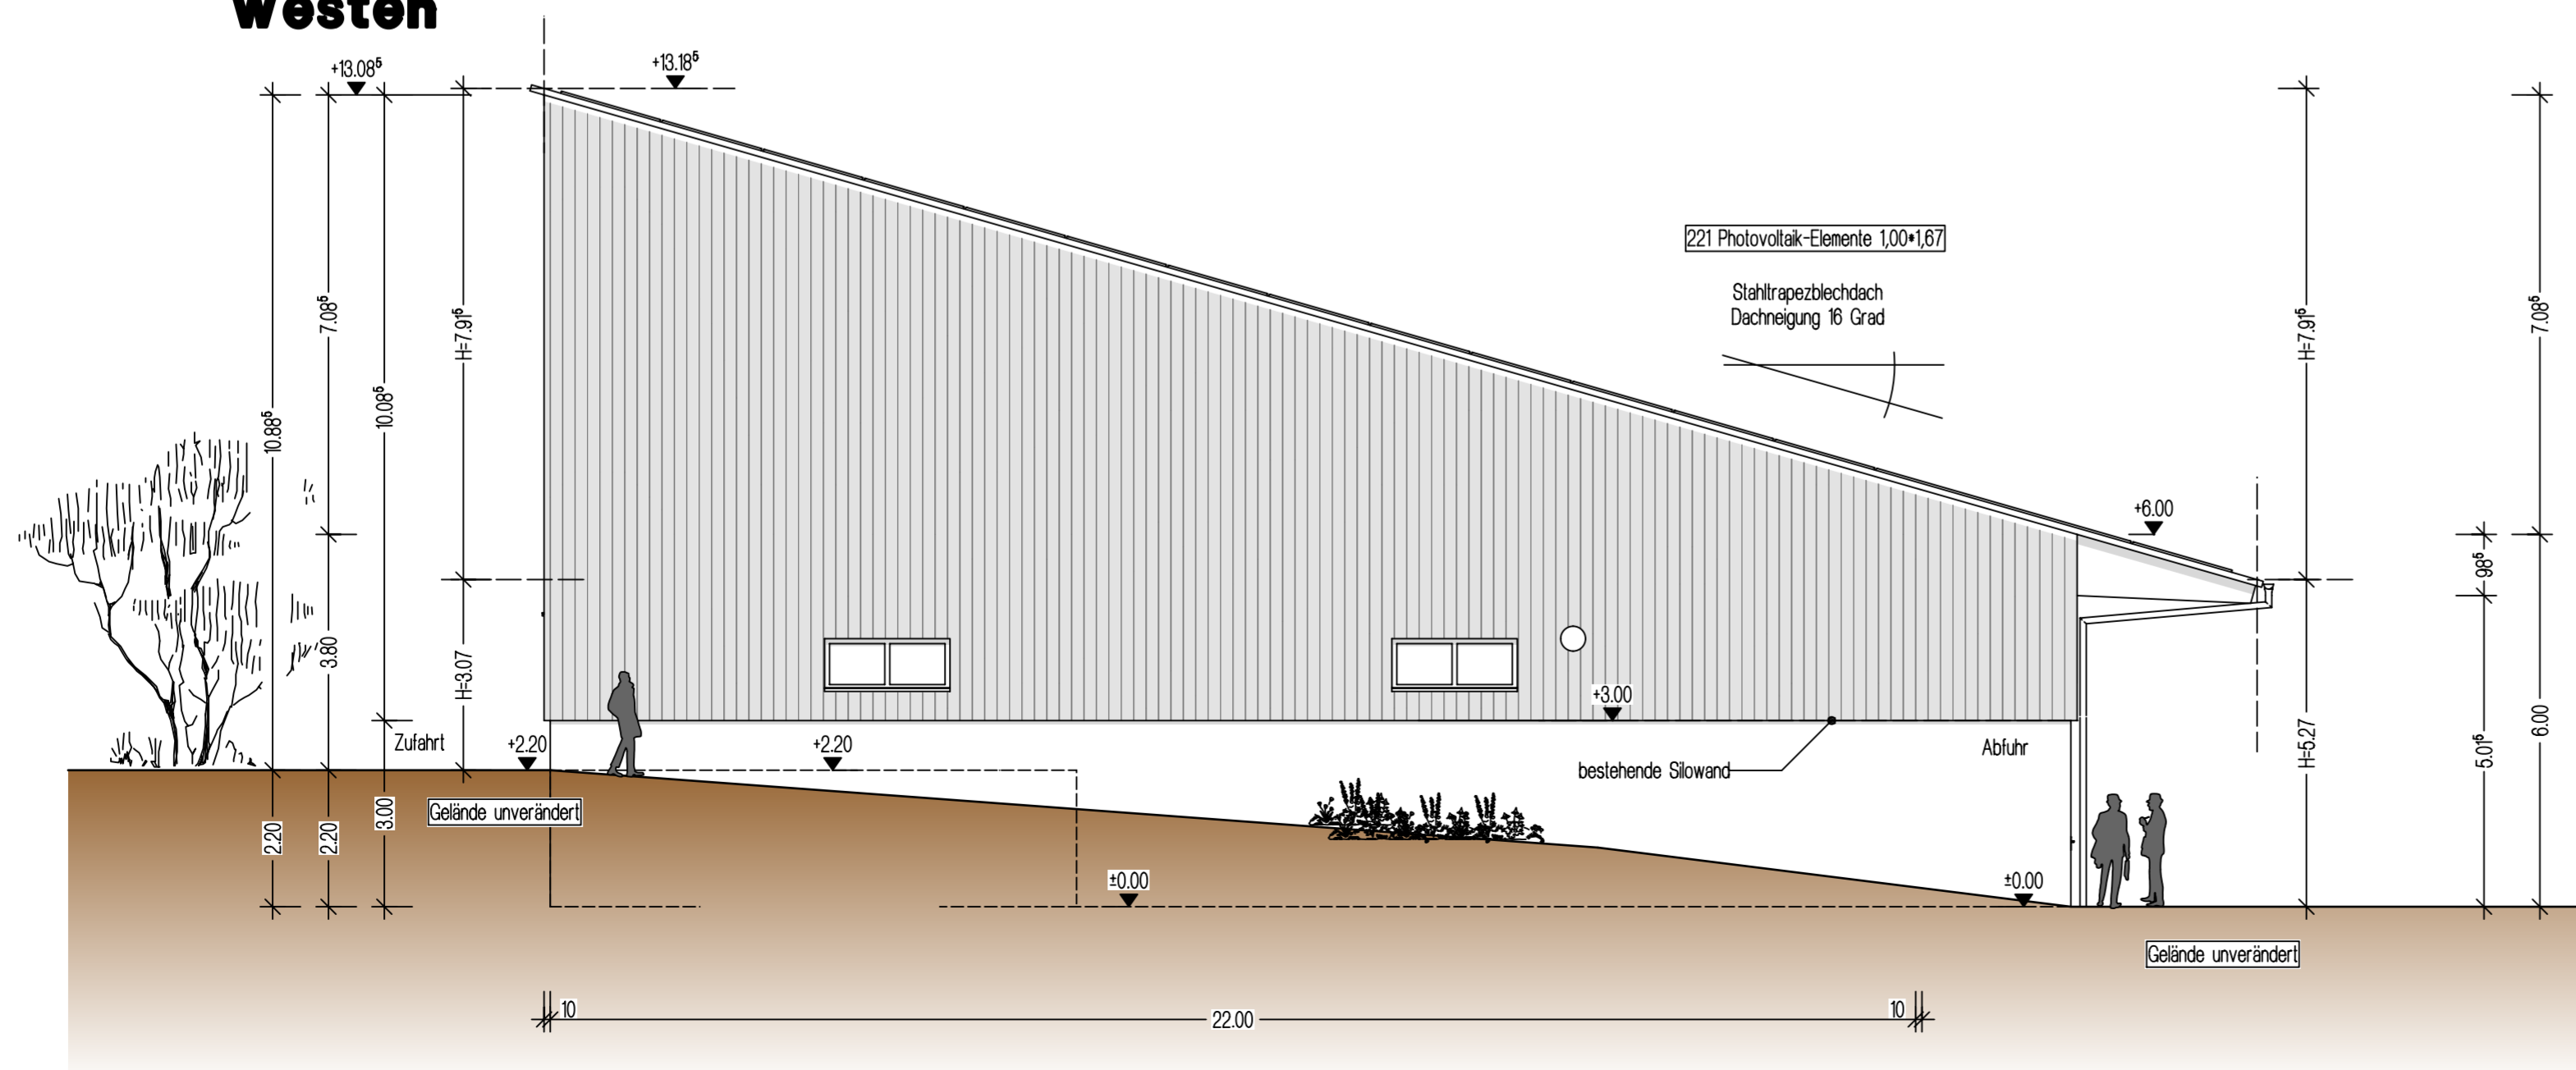 Westen
+13.08⁵
+13.18⁵
221 Photovoltaik-Elemente 1,00*1,67
Stahltrapezblechdach
Dachneigung 16 Grad
7.08⁵
H=7.91⁵
H=7.91⁵
7.08⁵
10.08⁵
10.88⁵
+6.00
98⁵
3.80
H=3.07
+3.00
Zufahrt
+2.20
+2.20
bestehende Silowand
Abfuhr
H=5.27
5.01⁵
6.00
2.20
2.20
3.00
Gelände unverändert
±0.00
±0.00
Gelände unverändert
10
22.00
10